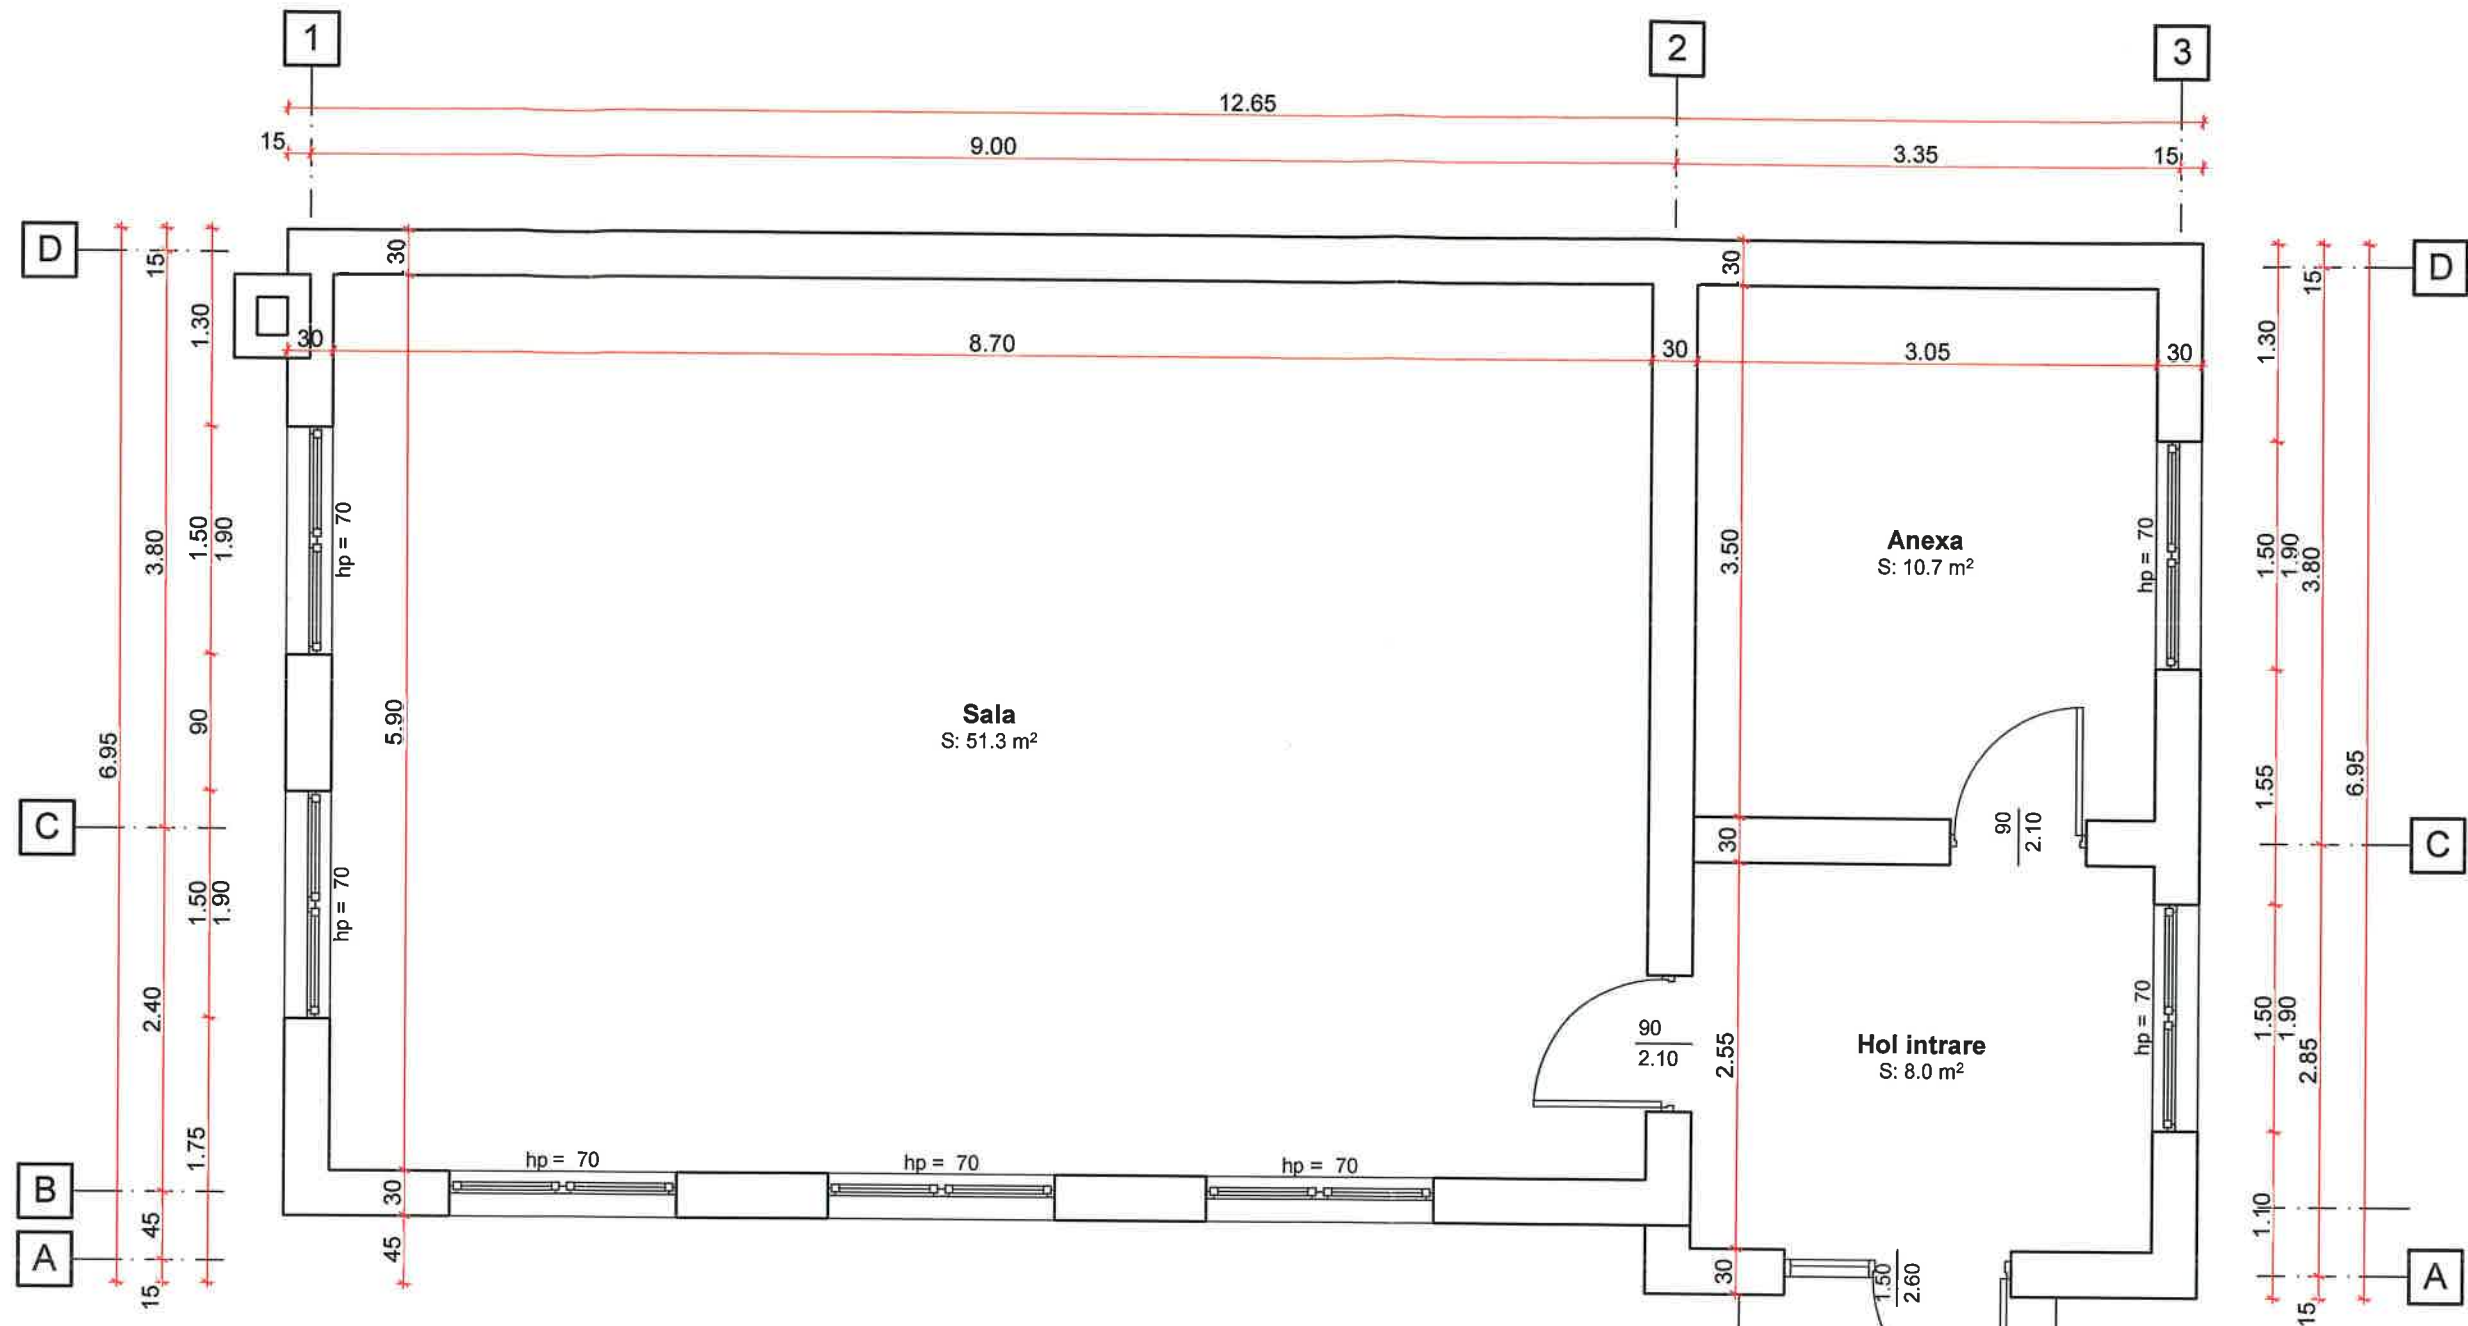 1
2
3
12.65
15
9.00
3.35
15
D
15
30
30
15
D
1.30
30
8.70
30
3.05
30
1.30
3.80
1.50
1.90
hp = 70
3.50
Anexa
S: 10.7 m²
hp = 70
1.50
1.90
3.80
6.95
90
5.90
Sala
S: 51.3 m²
1.55
6.95
C
30
90
2.10
C
1.50
1.90
hp = 70
2.40
90
2.10
2.55
Hol intrare
S: 8.0 m²
hp = 70
1.50
1.90
2.85
1.75
hp = 70
hp = 70
hp = 70
B
30
45
1.10
A
45
15
30
1.50
2.60
A
15